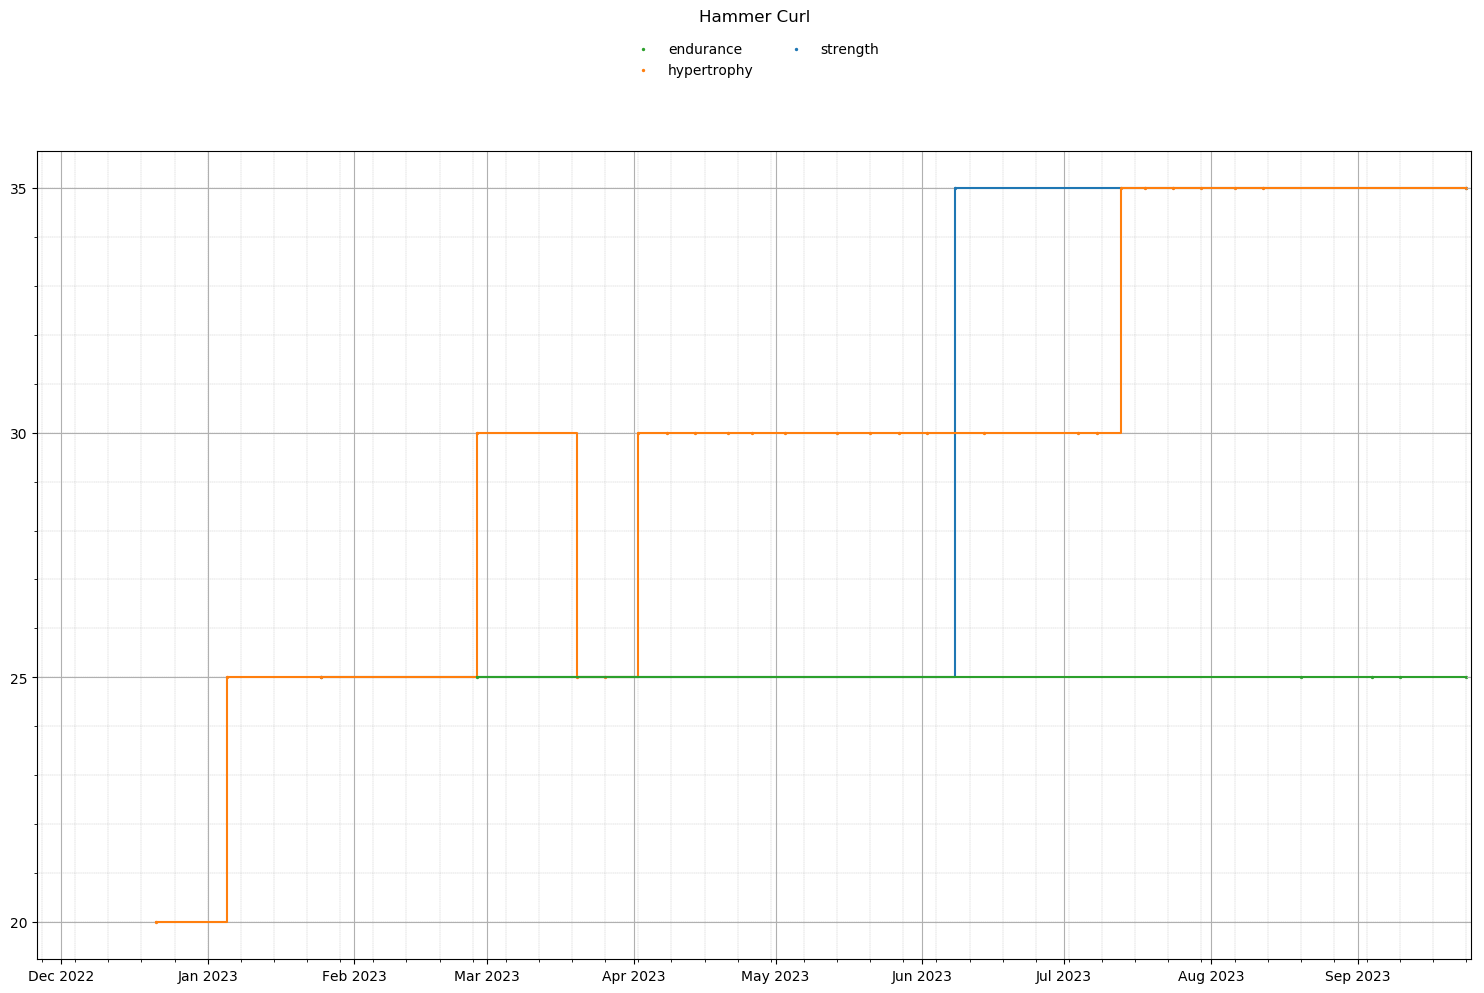 Hammer Curl
endurance
hypertrophy
strength
35
30
25
20
Dec 2022
Jan 2023
Feb 2023
Mar 2023
Apr 2023
May 2023
Jun 2023
Jul 2023
Aug 2023
Sep 2023